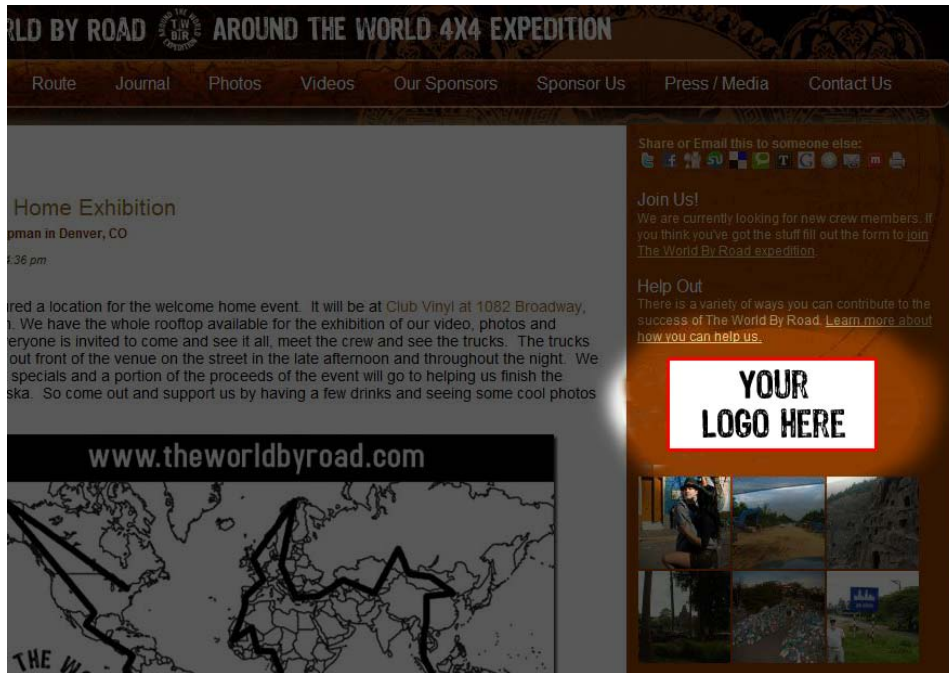 RLD BY ROAD AROUND THE WORLD 4X4 EXPEDITION
Route Journal Photos Videos Our Sponsors Sponsor Us Press / Media Contact Us
Home Exhibition
pman in Denver, CO
4:36 pm
red a location for the welcome home event. It will be at Club Vinyl at 1082 Broadway,
n. We have the whole rooftop available for the exhibition of our video, photos and
veryone is invited to come and see it all, meet the crew and see the trucks. The trucks
out front of the venue on the street in the late afternoon and throughout the night. We
specials and a portion of the proceeds of the event will go to helping us finish the
ska. So come out and support us by having a few drinks and seeing some cool photos
www.theworldbyroad.com
THE
Share or Email this to someone else:
Join Us!
We are currently looking for new crew members. If
you think you've got the stuff fill out the form to join
The World By Road expedition.
Help Out
There is a variety of ways you can contribute to the
success of The World By Road. Learn more about
how you can help us.
YOUR
LOGO HERE